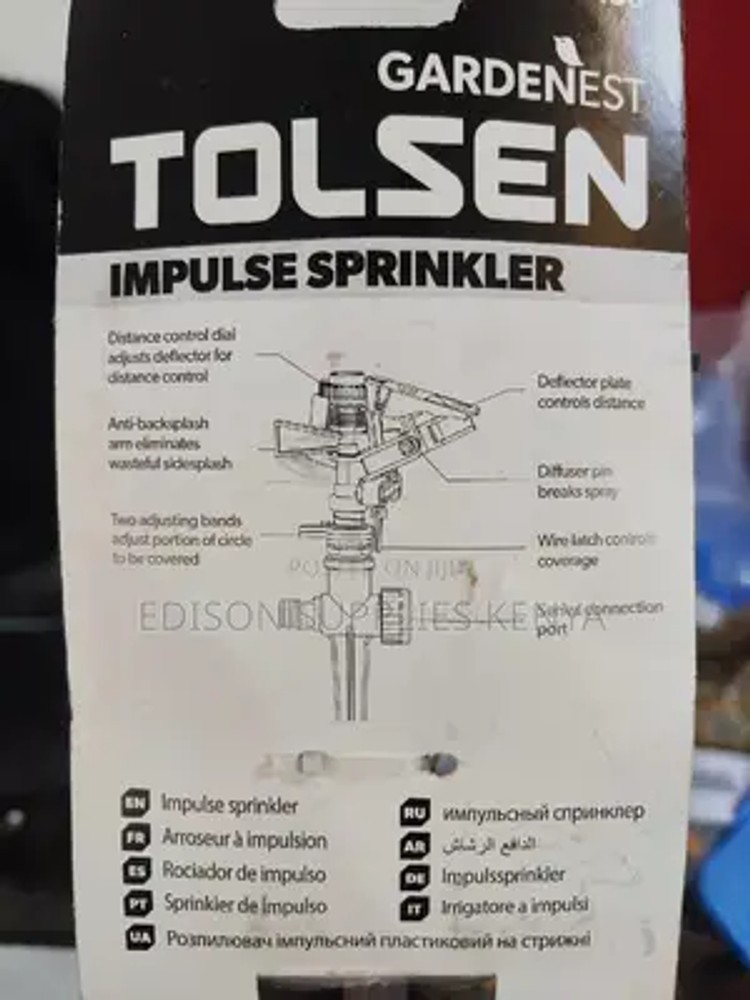 GARDENEST
TOLSEN
IMPULSE SPRINKLER
Distance control dial
adjusts deflector for
distance control
Anti-backsplash
arm eliminates
wasteful sidesplash
Two adjusting bands
adjust portion of circle
to be covered
Deflector plate
controls distance
Diffuser pin
breaks spray
Wire latch controls
coverage
connection
port
POSTED ON JIJI
EDISON SUPPLIES KENYA
EN Impulse sprinkler
FR Arroseur à impulsion
ES Rociador de impulso
PT Sprinkler de impulso
UA Розпилювач імпульсний пластиковий на стрижні
RU импульсный спринклер
AR الدافع الرشاش
DE Impulssprinkler
IT Irrigatore a impulsi